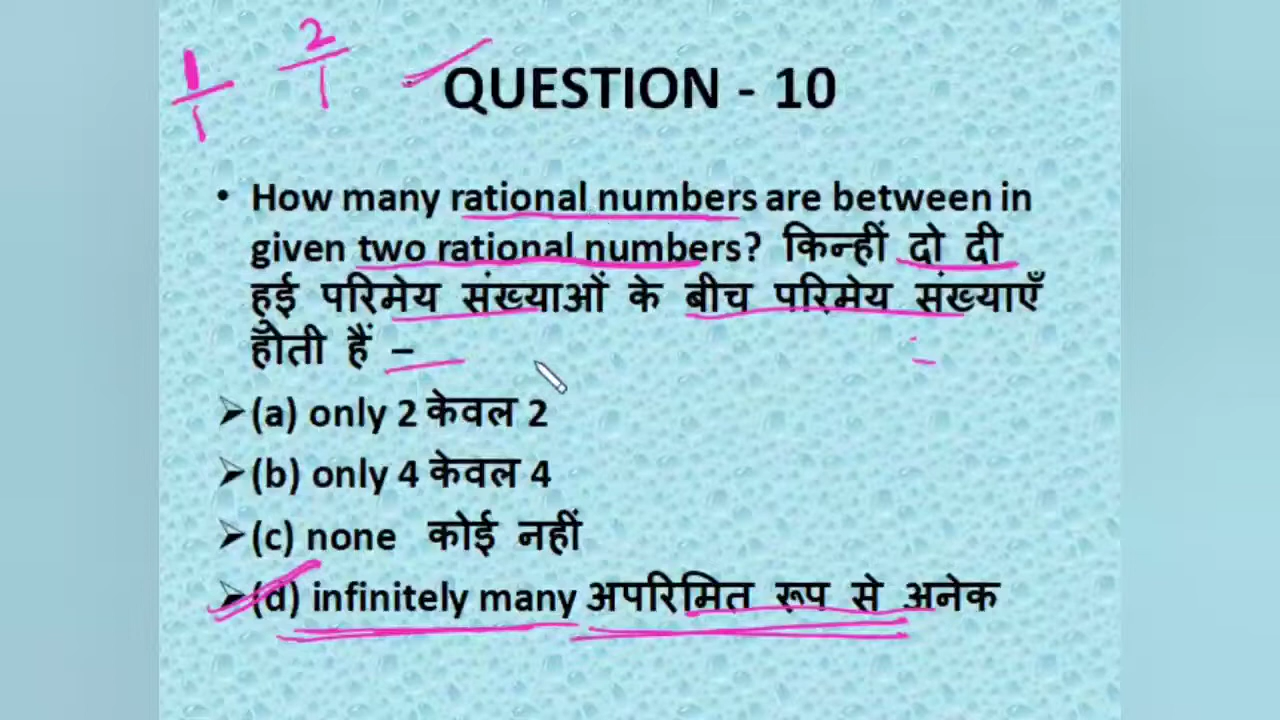 1/1 2/1
QUESTION - 10
• How many rational numbers are between in
given two rational numbers? किन्हीं दो दी
हुई परिमेय संख्याओं के बीच परिमेय संख्याएँ
होती हैं –
➢(a) only 2 केवल 2
➢(b) only 4 केवल 4
➢(c) none कोई नहीं
➢(d) infinitely many अपरिमित रूप से अनेक